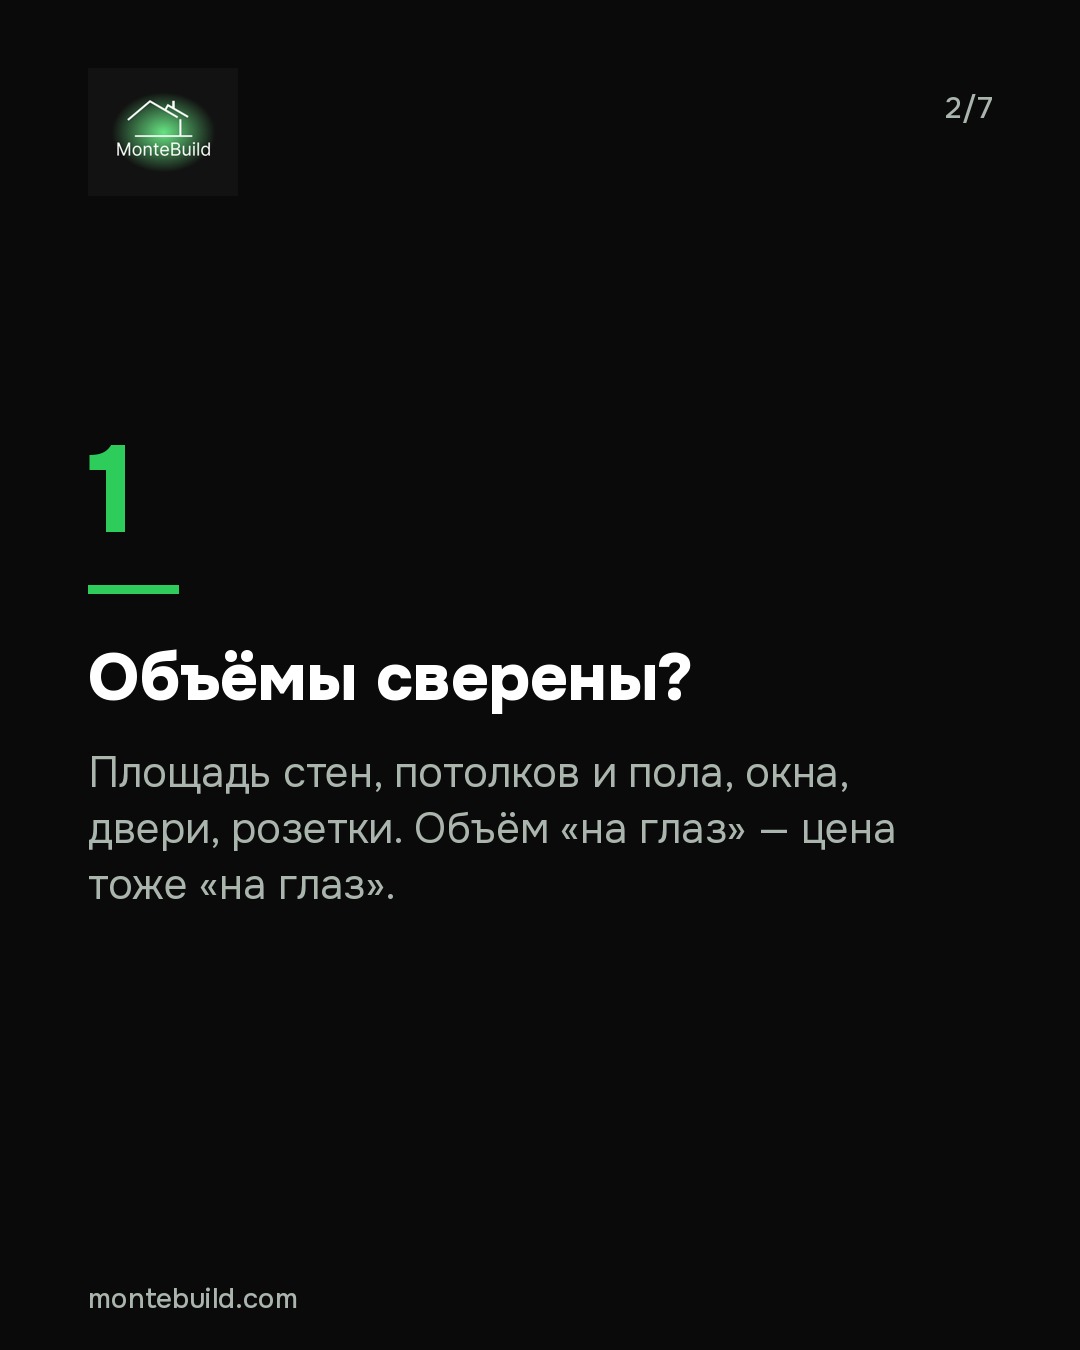 MonteBuild
2/7
1
Объёмы сверены?
Площадь стен, потолков и пола, окна,
двери, розетки. Объём «на глаз» — цена
тоже «на глаз».
montebuild.com